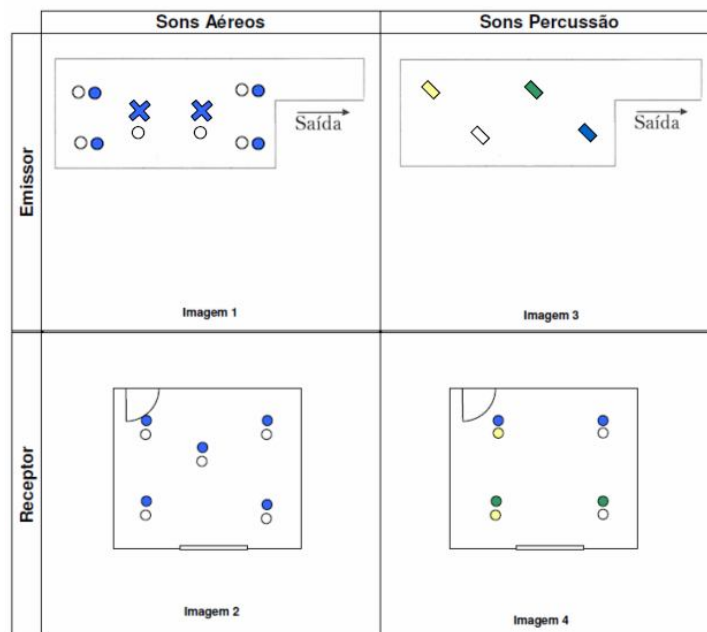 Sons Aéreos
Sons Percussão
Emissor
Saída
Saída
Imagem 1
Imagem 3
Receptor
Imagem 2
Imagem 4